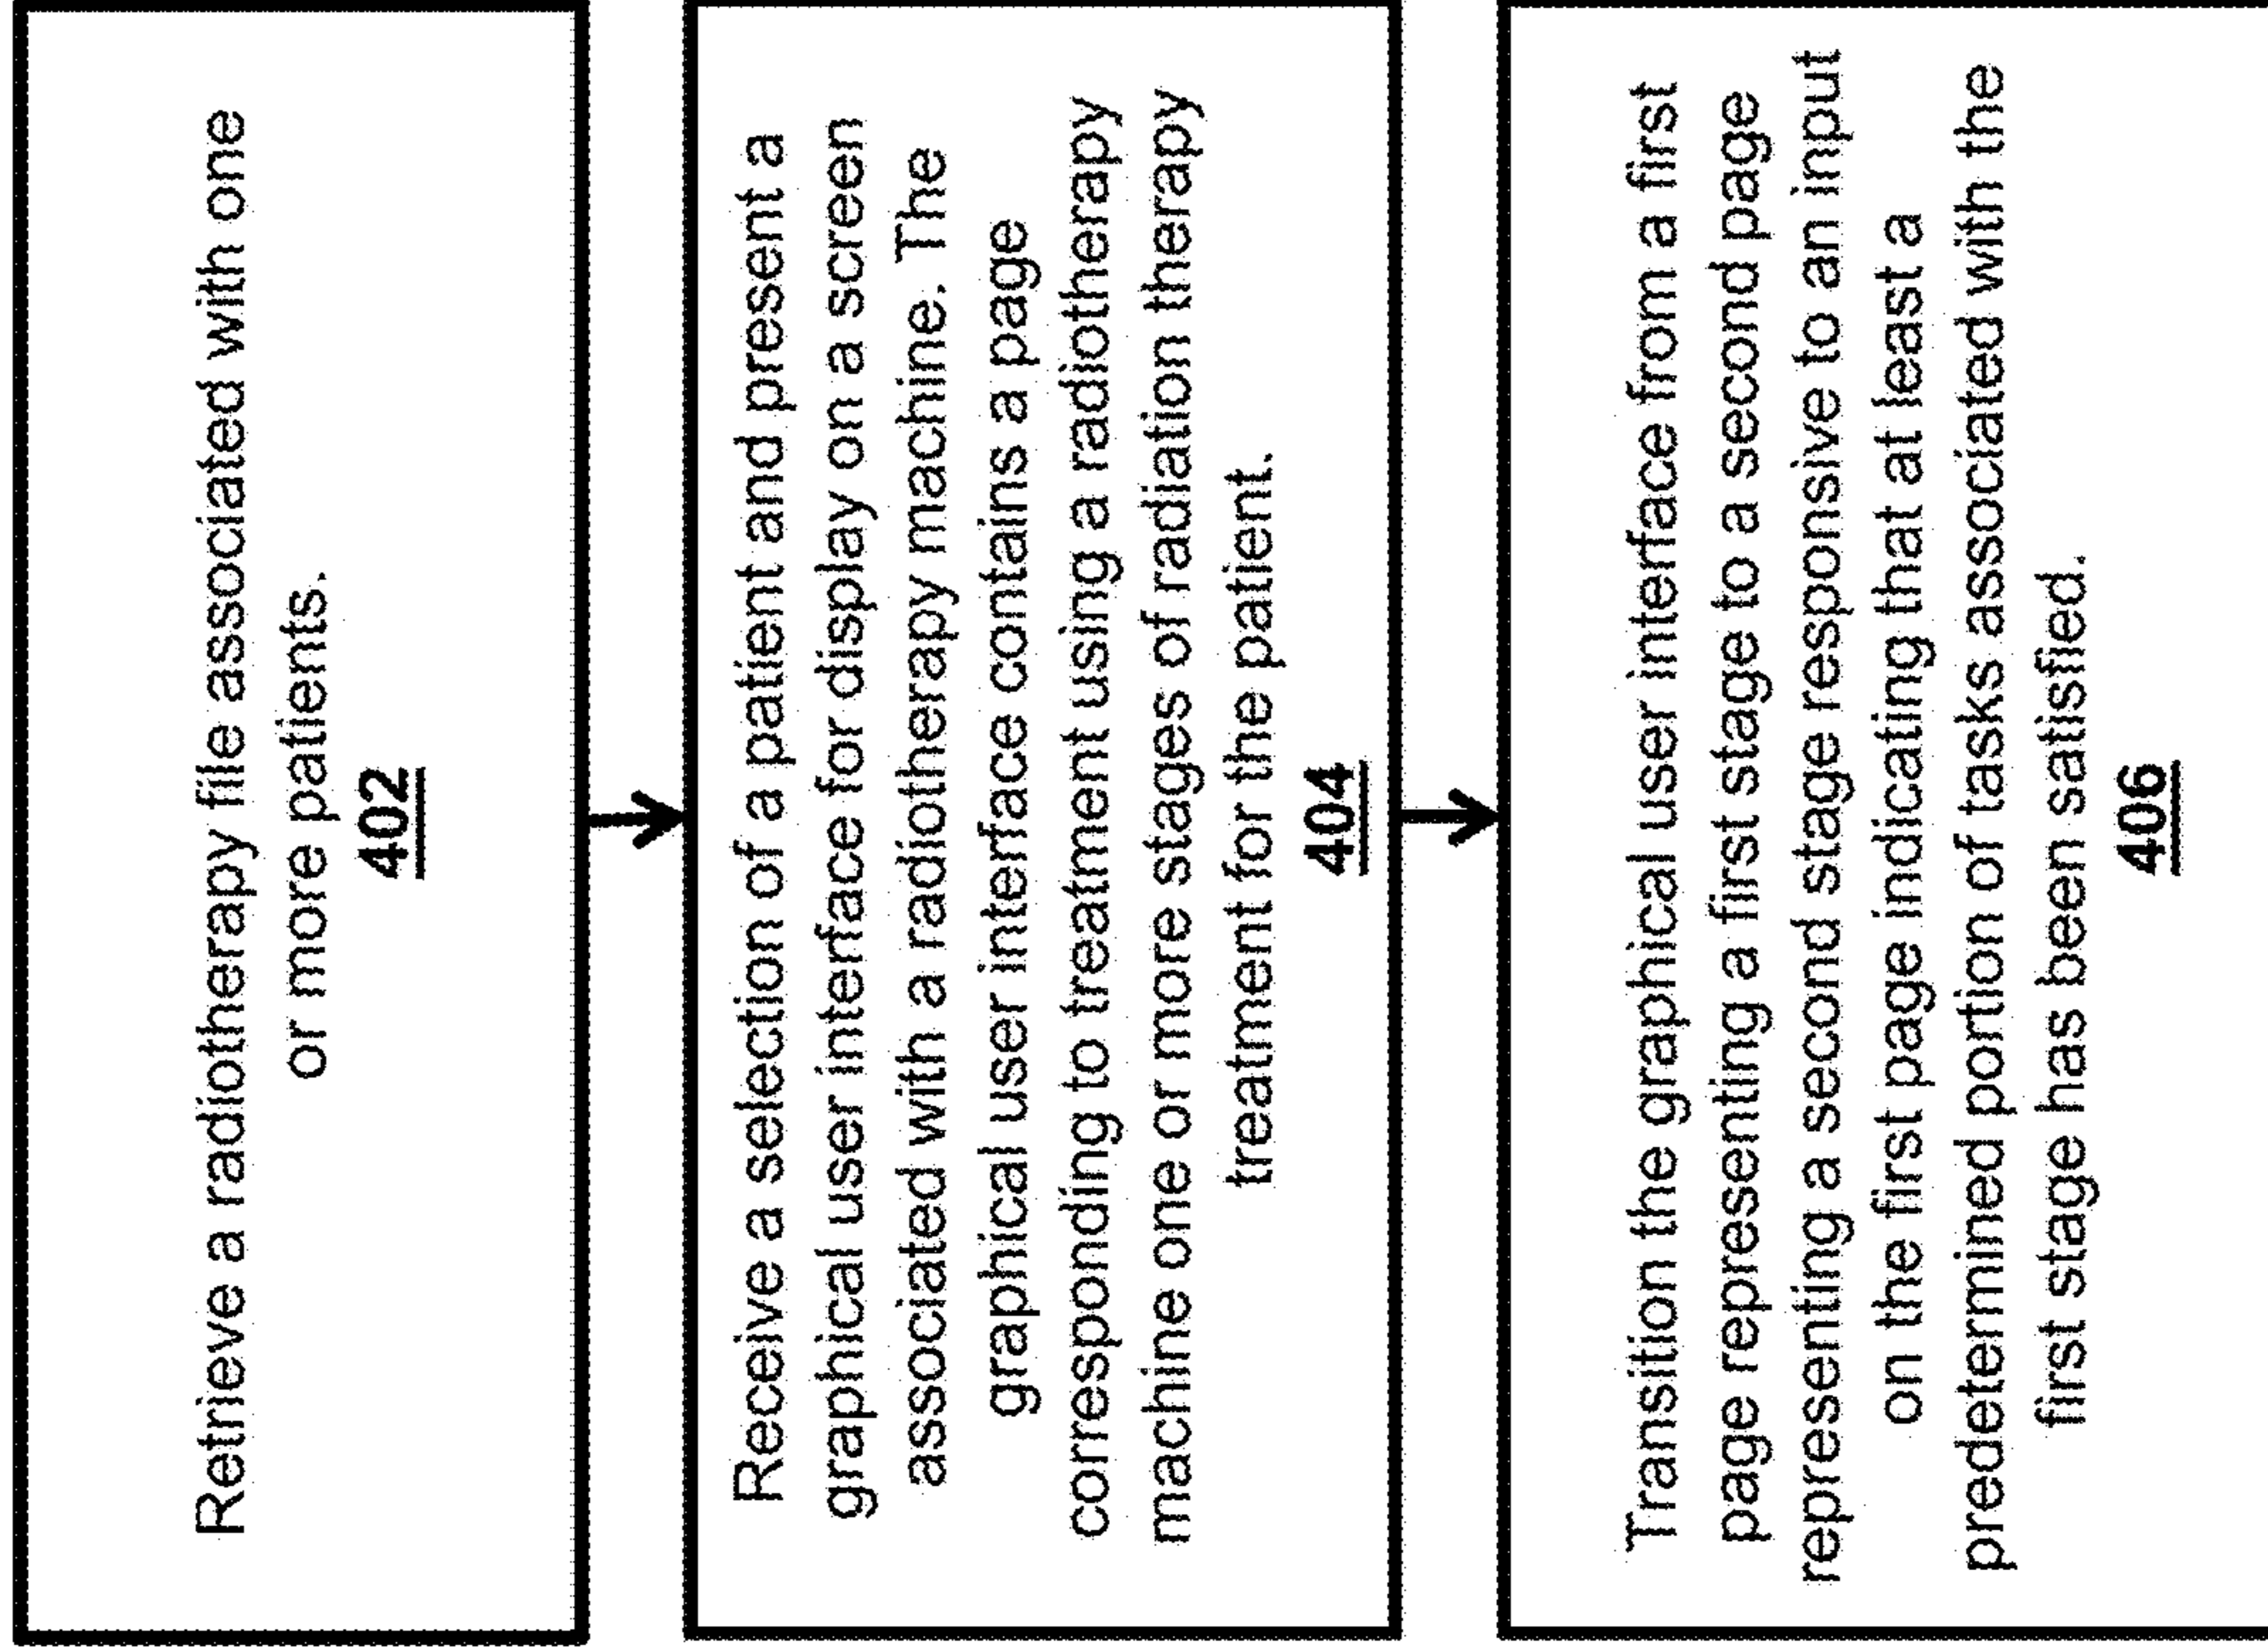 Retrieve a radiotherapy file associated with one
or more patients.
402
Receive a selection of a patient and present a
graphical user interface for display on a screen
associated with a radiotherapy machine. The
graphical user interface contains a page
corresponding to treatment using a radiotherapy
machine one or more stages of radiation therapy
treatment for the patient.
404
Transition the graphical user interface from a first
page representing a first stage to a second page
representing a second stage responsive to an input
on the first page indicating that at least a
predetermined portion of tasks associated with the
first stage has been satisfied.
406